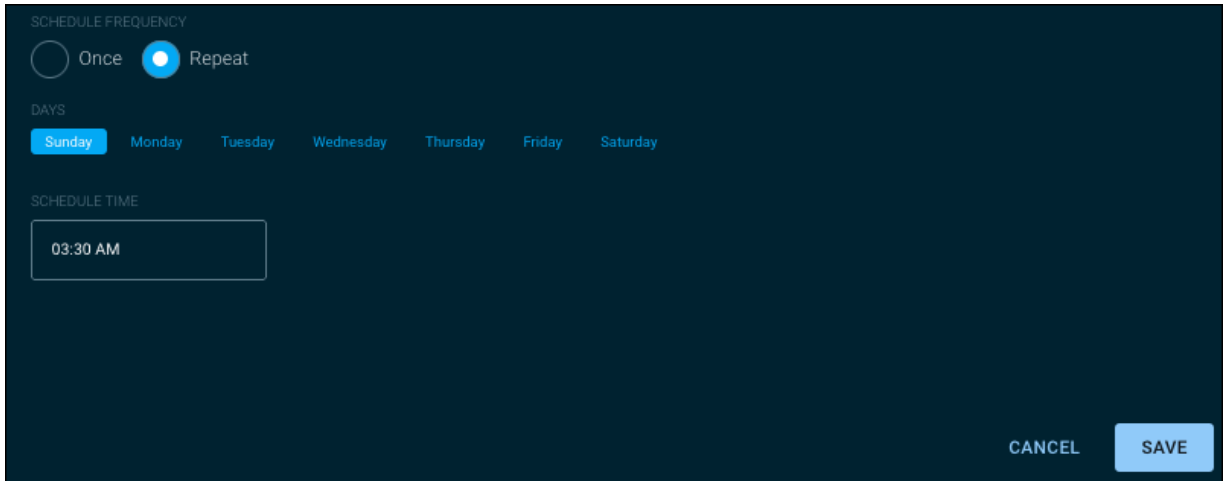 SCHEDULE FREQUENCY
Once Repeat
DAYS
Sunday Monday Tuesday Wednesday Thursday Friday Saturday
SCHEDULE TIME
03:30 AM
CANCEL SAVE